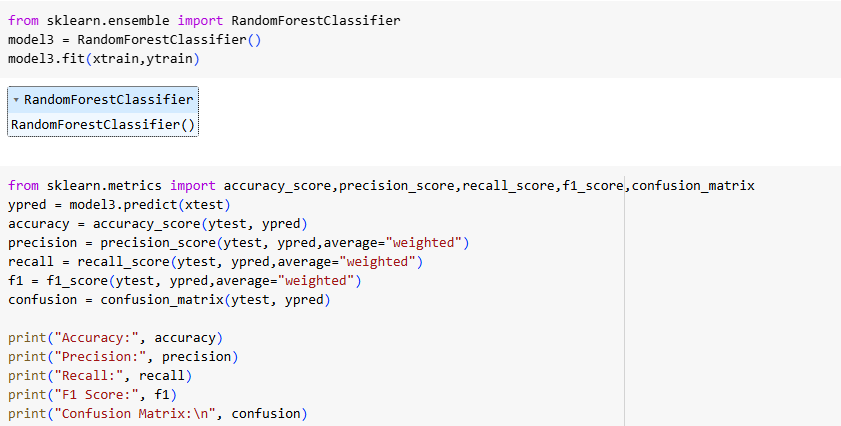 from sklearn.ensemble import RandomForestClassifier
model3 = RandomForestClassifier()
model3.fit(xtrain,ytrain)
RandomForestClassifier
RandomForestClassifier()
from sklearn.metrics import accuracy_score,precision_score,recall_score,f1_score,confusion_matrix
ypred = model3.predict(xtest)
accuracy = accuracy_score(ytest, ypred)
precision = precision_score(ytest, ypred,average="weighted")
recall = recall_score(ytest, ypred,average="weighted")
f1 = f1_score(ytest, ypred,average="weighted")
confusion = confusion_matrix(ytest, ypred)
print("Accuracy:", accuracy)
print("Precision:", precision)
print("Recall:", recall)
print("F1 Score:", f1)
print("Confusion Matrix:\n", confusion)